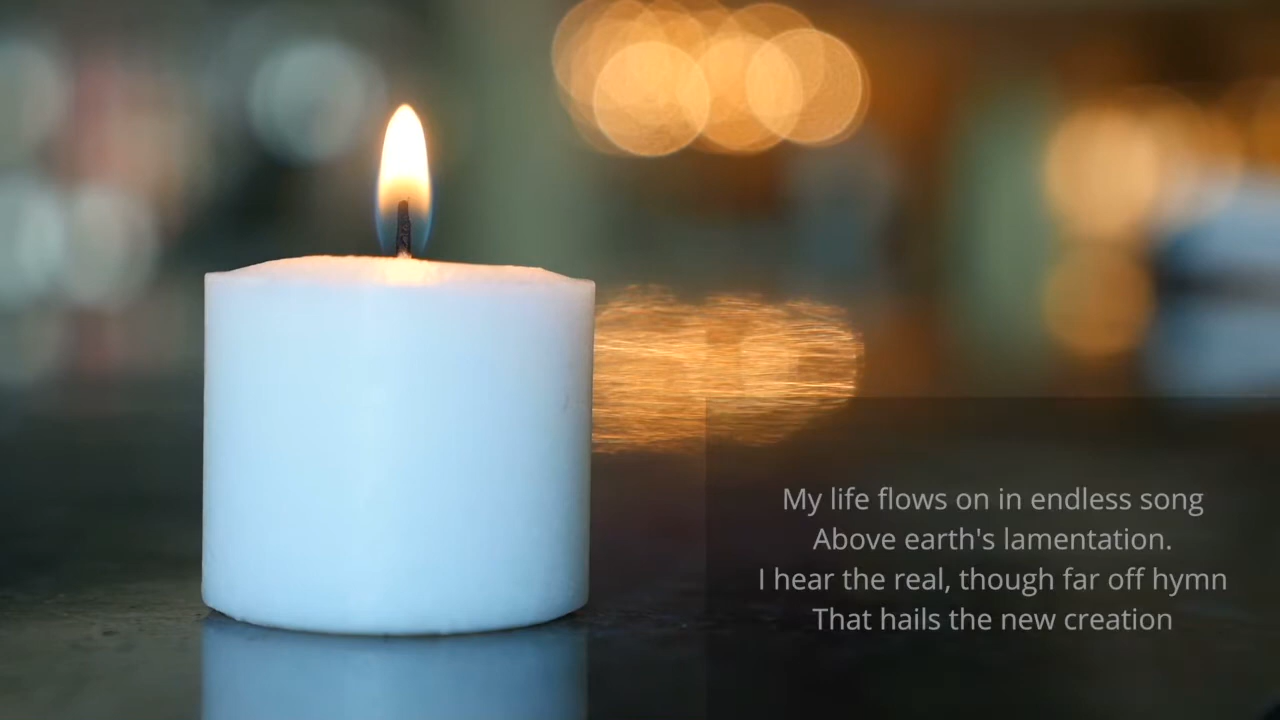 My life flows on in endless song
Above earth's lamentation.
I hear the real, though far off hymn
That hails the new creation